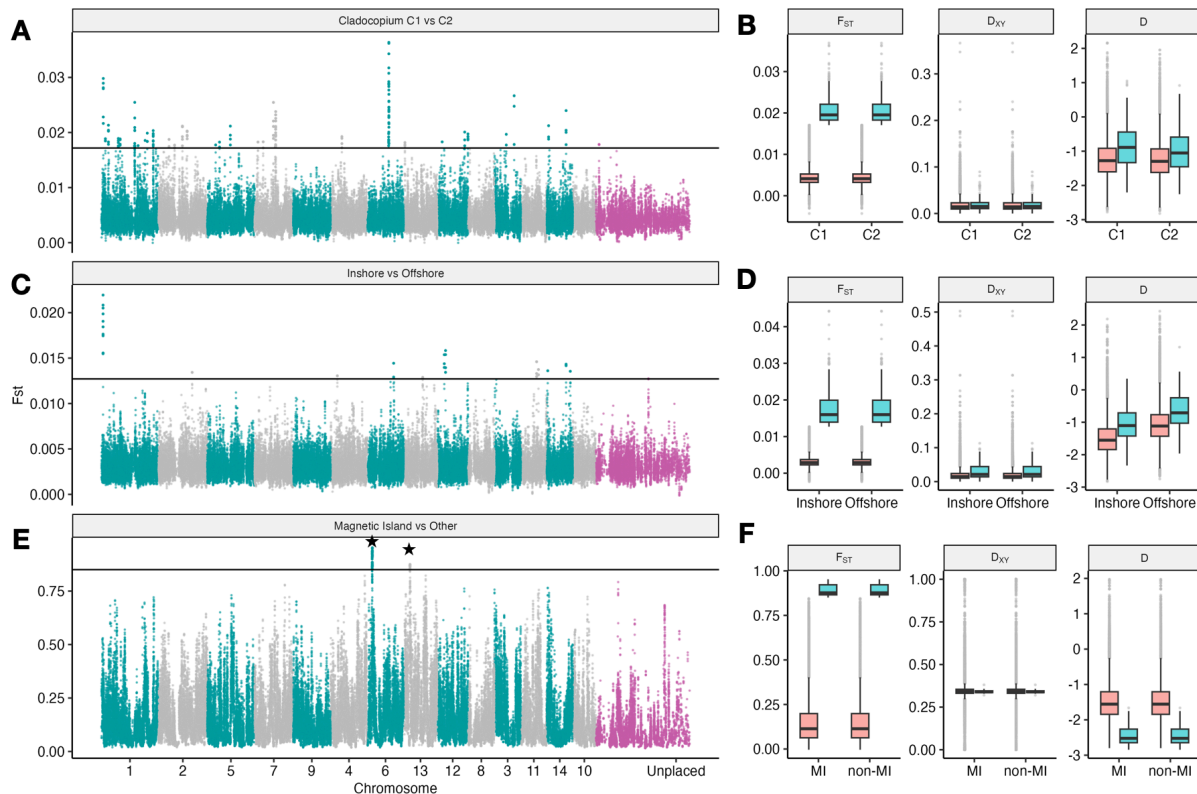 A
Cladocopium C1 vs C2
0.03
0.02
0.01
0.00
B
F_ST
D_XY
D
0.03
0.02
0.01
0.00
0.3
0.2
0.1
0.0
2
1
0
-1
-2
-3
C1 C2
C1 C2
C1 C2
C
Inshore vs Offshore
Fst
0.020
0.015
0.010
0.005
0.000
D
F_ST
D_XY
D
0.04
0.03
0.02
0.01
0.00
0.5
0.4
0.3
0.2
0.1
0.0
2
1
0
-1
-2
-3
Inshore Offshore
Inshore Offshore
Inshore Offshore
E
Magnetic Island vs Other
★ ★
0.75
0.50
0.25
0.00
1 2 5 7 9 4 6 13 12 8 3 11 14 10 Unplaced
Chromosome
F
F_ST
D_XY
D
1.00
0.75
0.50
0.25
0.00
1.00
0.75
0.50
0.25
0.00
2
1
0
-1
-2
-3
MI non-MI
MI non-MI
MI non-MI